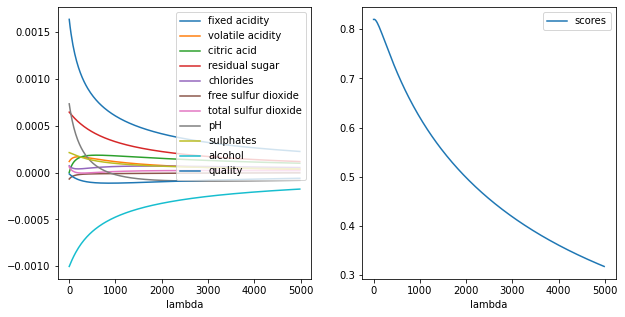 0.0015
0.0010
0.0005
0.0000
−0.0005
−0.0010
0
1000
2000
3000
4000
5000
lambda
fixed acidity
volatile acidity
citric acid
residual sugar
chlorides
free sulfur dioxide
total sulfur dioxide
pH
sulphates
alcohol
quality
0.8
0.7
0.6
0.5
0.4
0.3
0
1000
2000
3000
4000
5000
lambda
scores